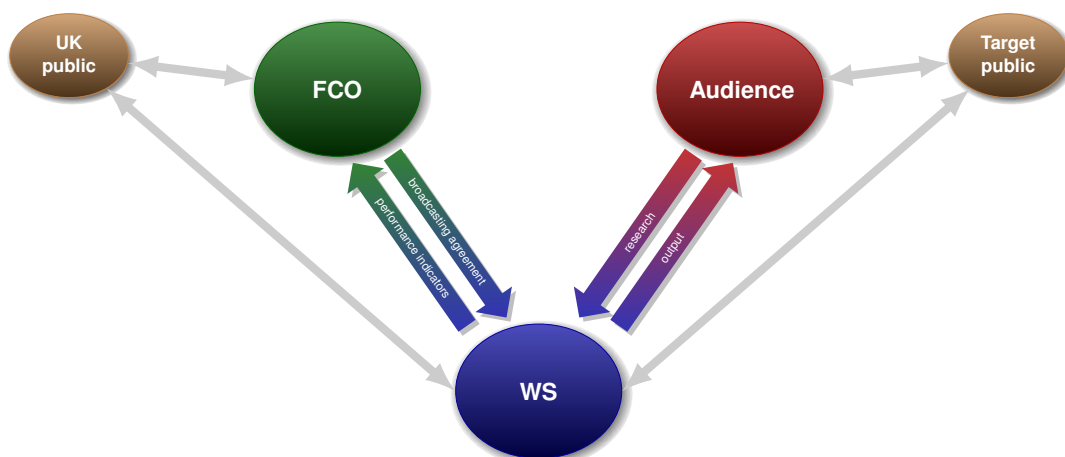 UK
public
FCO
Audience
Target
public
broadcasting agreement
performance indicators
research
output
WS